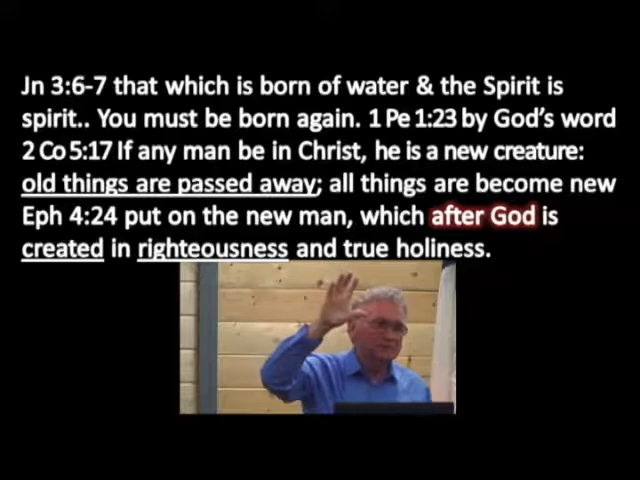 Jn 3:6-7 that which is born of water & the Spirit is
spirit.. You must be born again. 1 Pe 1:23 by God's word
2 Co 5:17 If any man be in Christ, he is a new creature:
old things are passed away; all things are become new
Eph 4:24 put on the new man, which after God is
created in righteousness and true holiness.